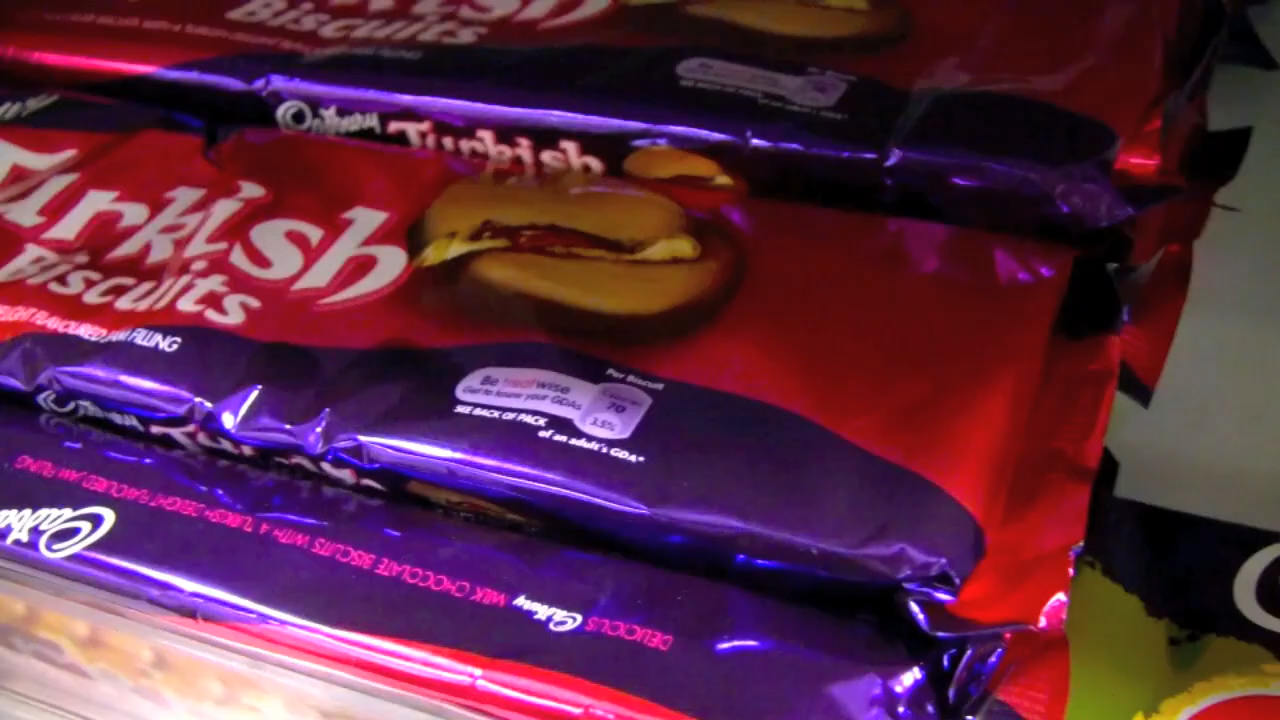 Biscuits
Cadbury Turkish
Turkish
Biscuits
FLAVOURED JAM FILLING
Be treatwise
Get to know your GDAs
Per Biscuit
Calories
70
3.5%
SEE BACK OF PACK
of an adult's GDA*
Cadbury
DELICIOUS Cadbury MILK CHOCOLATE BISCUITS WITH A TURKISH DELIGHT FLAVOURED JAM FILLING